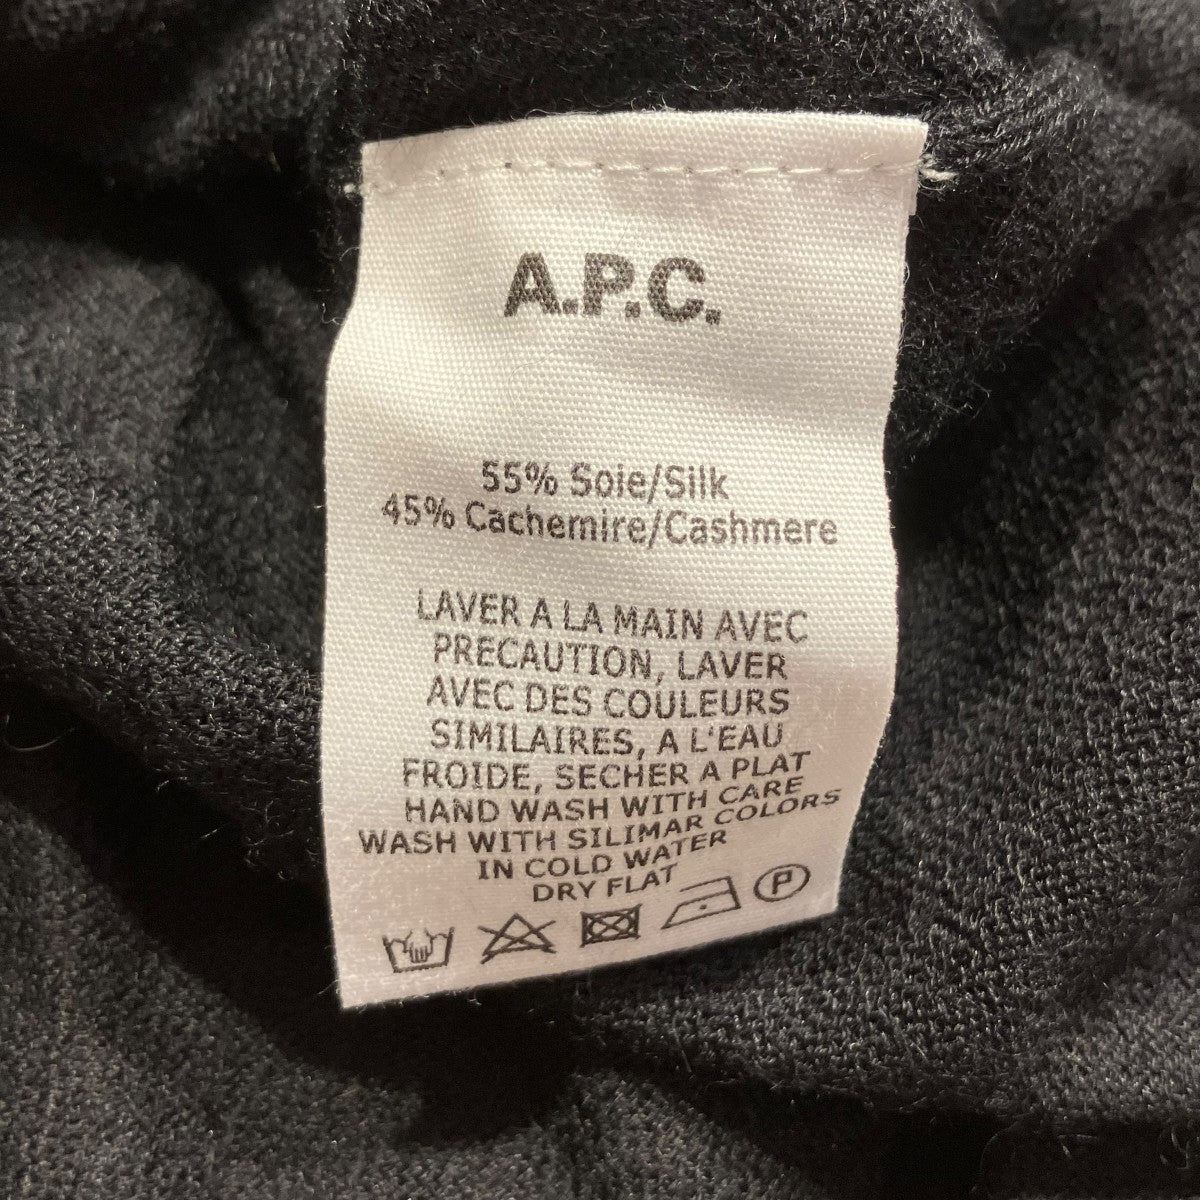 A.P.C.
55% Soie/Silk
45% Cachemire/Cashmere
LAVER A LA MAIN AVEC
PRECAUTION, LAVER
AVEC DES COULEURS
SIMILAIRES, A L'EAU
FROIDE, SECHER A PLAT
HAND WASH WITH CARE
WASH WITH SILIMAR COLORS
IN COLD WATER
DRY FLAT
P